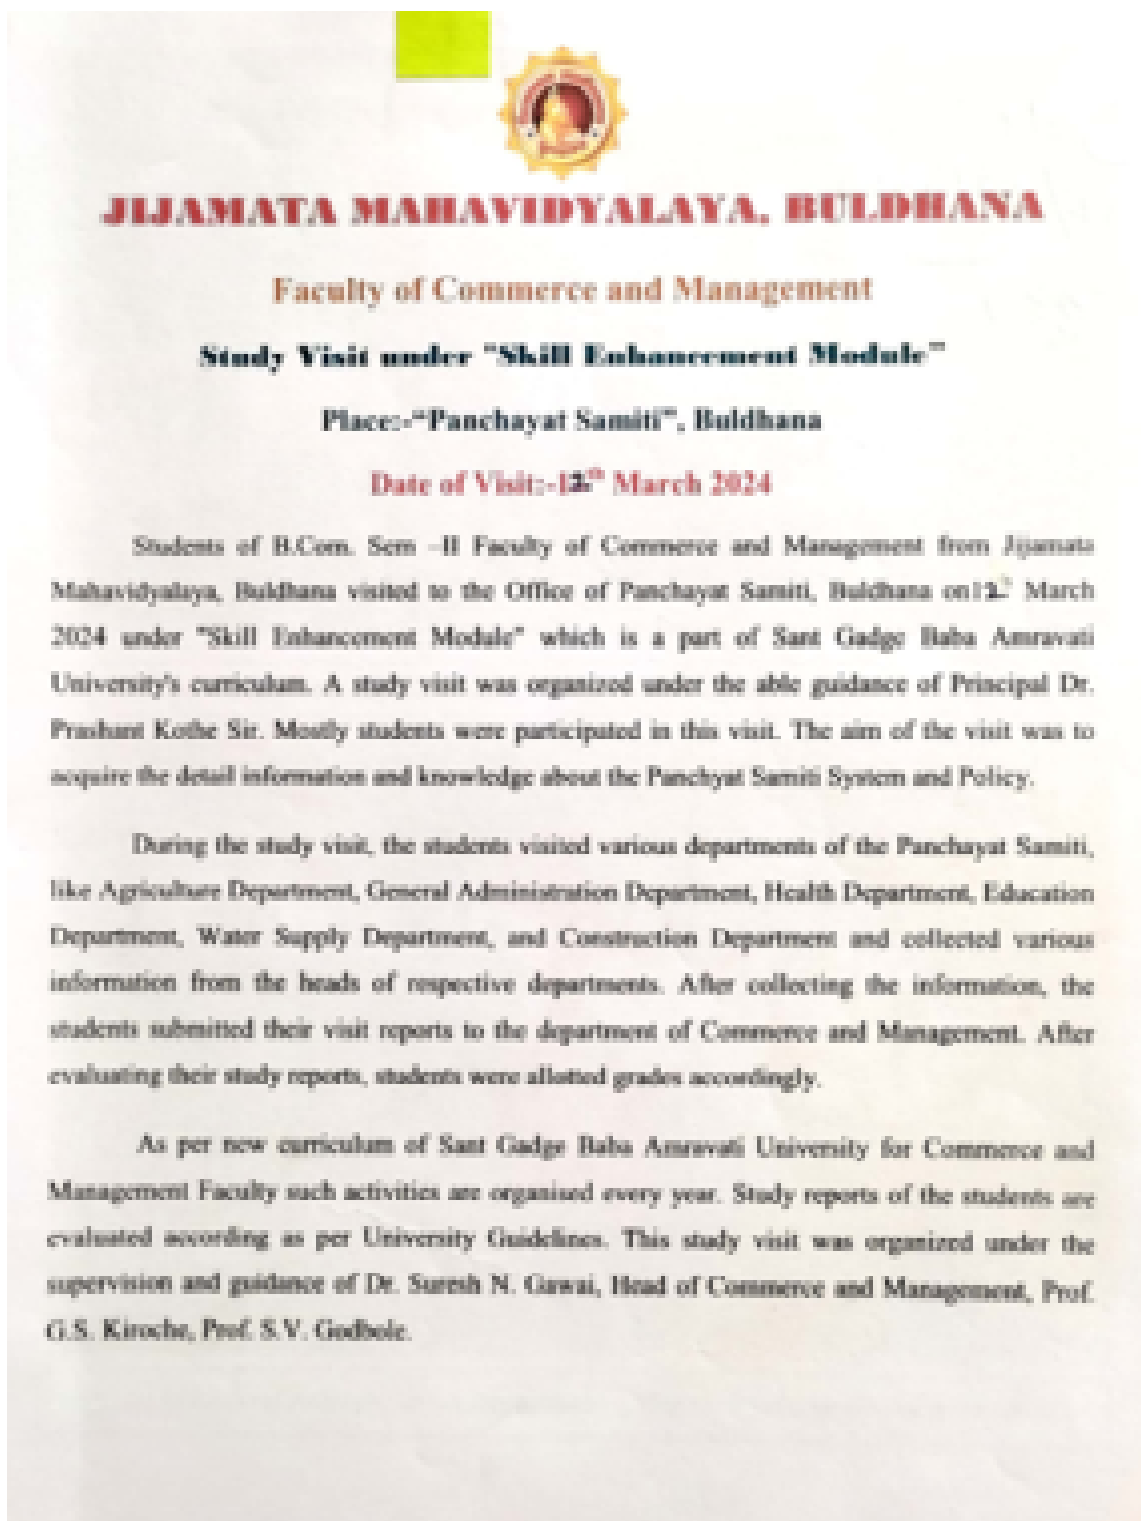 JIJAMATA MAHAVIDYALAYA, BULDHANA
Faculty of Commerce and Management
Study Visit under "Skill Enhancement Module"
Place:-“Panchayat Samiti”, Buldhana
Date of Visit:-12th March 2024
Students of B.Com. Sem –II Faculty of Commerce and Management from Jijamata
Mahavidyalaya, Buldhana visited to the Office of Panchayat Samiti, Buldhana on12th March
2024 under "Skill Enhancement Module" which is a part of Sant Gadge Baba Amravati
University's curriculum. A study visit was organized under the able guidance of Principal Dr.
Prashant Kothe Sir. Mostly students were participated in this visit. The aim of the visit was to
acquire the detail information and knowledge about the Panchyat Samiti System and Policy.
During the study visit, the students visited various departments of the Panchayat Samiti,
like Agriculture Department, General Administration Department, Health Department, Education
Department, Water Supply Department, and Construction Department and collected various
information from the heads of respective departments. After collecting the information, the
students submitted their visit reports to the department of Commerce and Management. After
evaluating their study reports, students were allotted grades accordingly.
As per new curriculum of Sant Gadge Baba Amravati University for Commerce and
Management Faculty such activities are organised every year. Study reports of the students are
evaluated according as per University Guidelines. This study visit was organized under the
supervision and guidance of Dr. Suresh N. Gawai, Head of Commerce and Management, Prof.
G.S. Kiroche, Prof. S.V. Godbole.